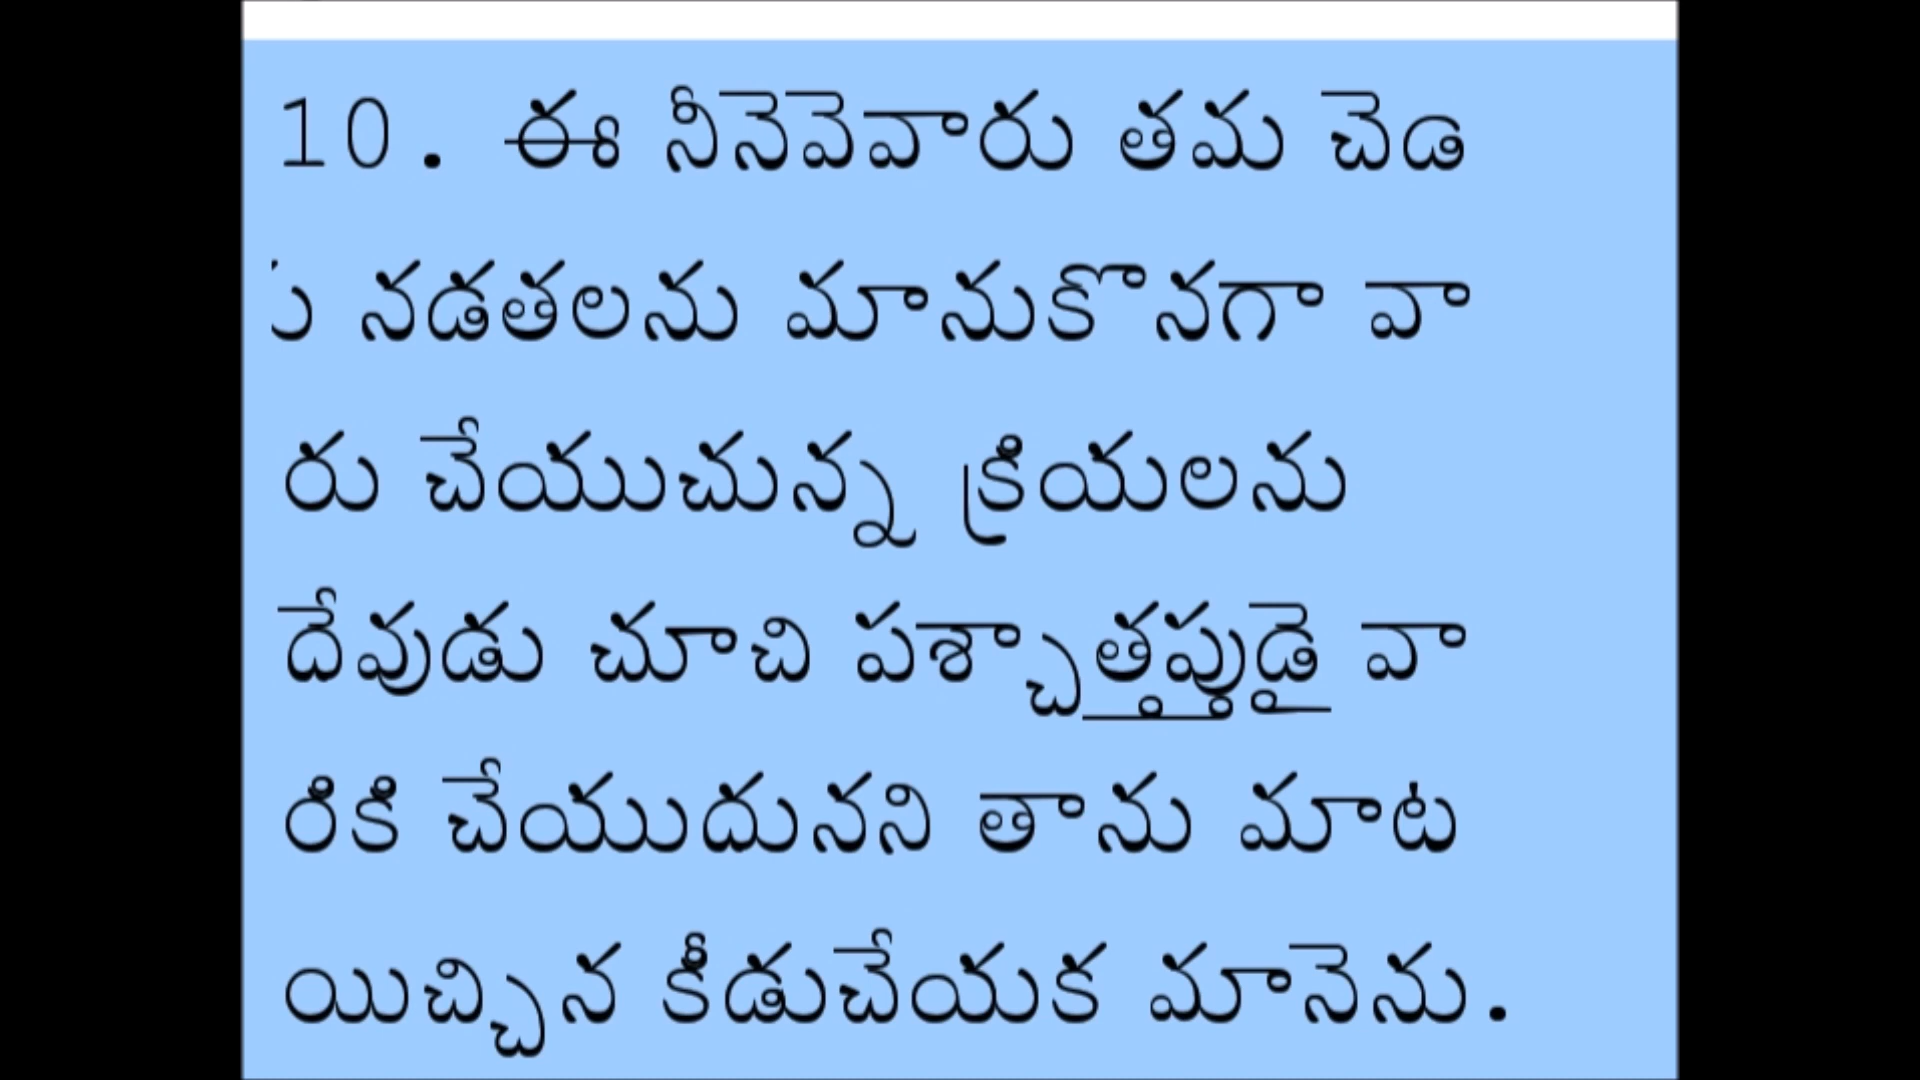 10. ఈ నీనెవెవారు తమ చెడ
ు నడతలను మానుకొనగా వా
రు చేయుచున్న క్రియలను
దేవుడు చూచి పశ్చాత్తప్తుడై వా
రికి చేయుదునని తాను మాట
యిచ్చిన కీడుచేయక మానెను.